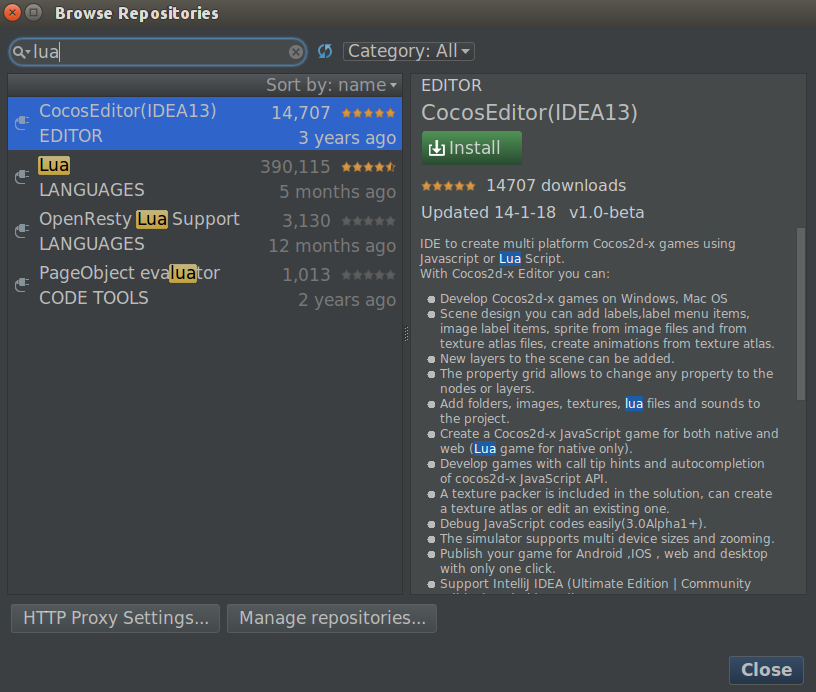 Browse Repositories
lua
Category: All
Sort by: name
CocosEditor(IDEA13) 14,707
EDITOR 3 years ago
Lua 390,115
LANGUAGES 5 months ago
OpenResty Lua Support 3,130
LANGUAGES 12 months ago
PageObject evaluator 1,013
CODE TOOLS 2 years ago
EDITOR
CocosEditor(IDEA13)
Install
14707 downloads
Updated 14-1-18 v1.0-beta
IDE to create multi platform Cocos2d-x games using
Javascript or Lua Script.
With Cocos2d-x Editor you can:
Develop Cocos2d-x games on Windows, Mac OS
Scene design you can add labels,label menu items,
image label items, sprite from image files and from
texture atlas files, create animations from texture atlas.
New layers to the scene can be added.
The property grid allows to change any property to the
nodes or layers.
Add folders, images, textures, lua files and sounds to
the project.
Create a Cocos2d-x JavaScript game for both native and
web (Lua game for native only).
Develop games with call tip hints and autocompletion
of cocos2d-x JavaScript API.
A texture packer is included in the solution, can create
a texture atlas or edit an existing one.
Debug JavaScript codes easily(3.0Alpha1+).
The simulator supports multi device sizes and zooming.
Publish your game for Android ,IOS , web and desktop
with only one click.
Support IntelliJ IDEA (Ultimate Edition | Community
HTTP Proxy Settings...
Manage repositories...
Close